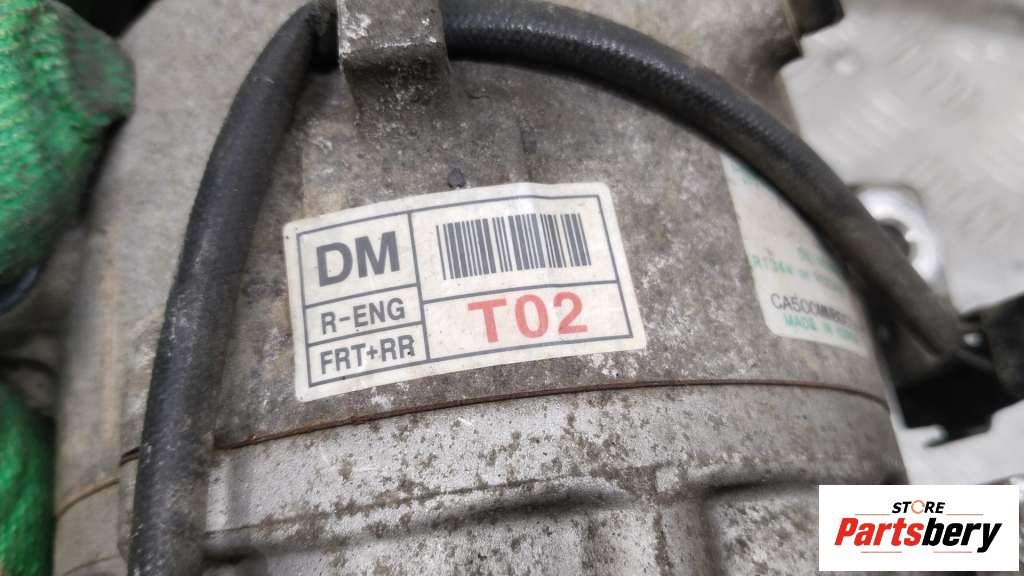 DM
R-ENG
FRT+RR
T02
MADE IN
STORE
Partsbery